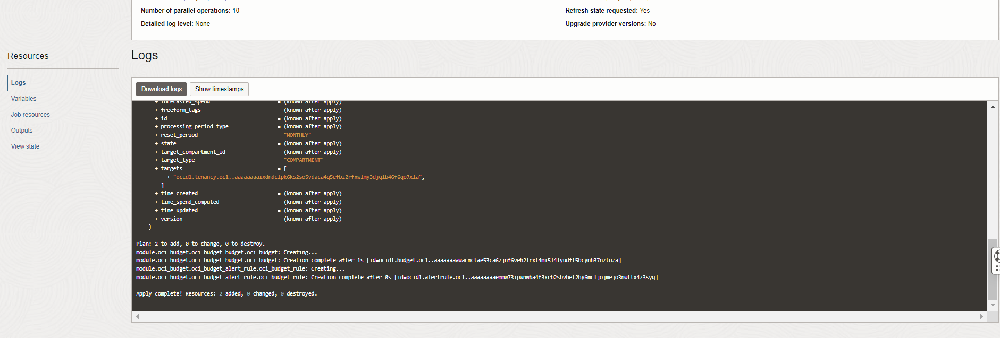 Number of parallel operations: 10
Refresh state requested: Yes
Detailed log level: None
Upgrade provider versions: No
Resources
Logs
Variables
Job resources
Outputs
View state
Logs
Download logs
Show timestamps
+ forecasted_spend = (known after apply)
+ freeform_tags = (known after apply)
+ id = (known after apply)
+ processing_period_type = (known after apply)
+ reset_period = "MONTHLY"
+ state = (known after apply)
+ target_compartment_id = (known after apply)
+ target_type = "COMPARTMENT"
+ targets = [
+ "ocid1.tenancy.oc1..aaaaaaaaixdndclpk6ks2so5vdaca4q5efbz2rfxwlmy3djqlb46f6qo7xla",
]
+ time_created = (known after apply)
+ time_spend_computed = (known after apply)
+ time_updated = (known after apply)
+ version = (known after apply)
}
Plan: 2 to add, 0 to change, 0 to destroy.
module.oci_budget.oci_budget_budget.oci_budget: Creating...
module.oci_budget.oci_budget_budget.oci_budget: Creation complete after 1s [id=ocid1.budget.oc1..aaaaaaaawacmctae53ca6zjnf6veh2lrxt4mi5l4lyudft5bcynh37nztoza]
module.oci_budget.oci_budget_alert_rule.oci_budget_rule: Creating...
module.oci_budget.oci_budget_alert_rule.oci_budget_rule: Creation complete after 0s [id=ocid1.alertrule.oc1..aaaaaaaaemmw73ipwnwba4f3xrb2sbvhet2hy6mcljojmejo3nwttx4z3syq]
Apply complete! Resources: 2 added, 0 changed, 0 destroyed.